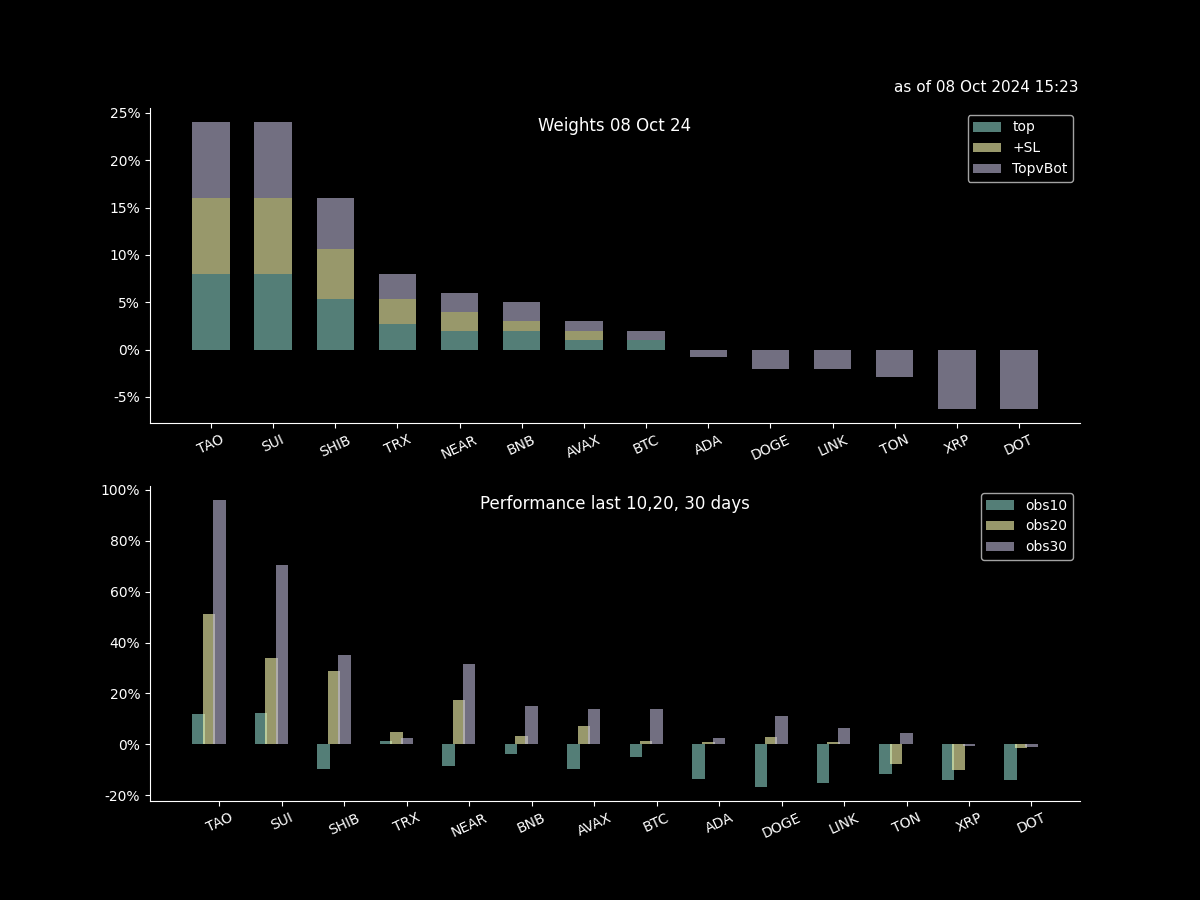 as of 08 Oct 2024 15:23
Weights 08 Oct 24
top
+SL
TopvBot
25%
20%
15%
10%
5%
0%
-5%
TAO SUI SHIB TRX NEAR BNB AVAX BTC ADA DOGE LINK TON XRP DOT
Performance last 10,20, 30 days
obs10
obs20
obs30
100%
80%
60%
40%
20%
0%
-20%
TAO SUI SHIB TRX NEAR BNB AVAX BTC ADA DOGE LINK TON XRP DOT